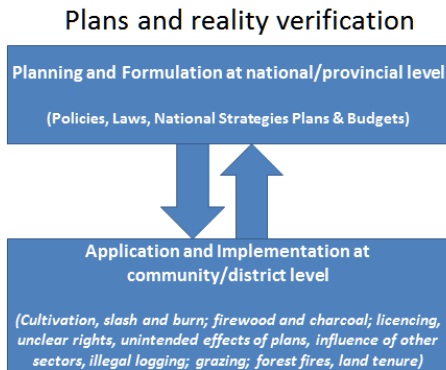 Plans and reality verification
Planning and Formulation at national/provincial level
(Policies, Laws, National Strategies Plans & Budgets)
Application and Implementation at
community/district level
(Cultivation, slash and burn; firewood and charcoal; licencing,
unclear rights, unintended effects of plans, influence of other
sectors, illegal logging; grazing; forest fires, land tenure)